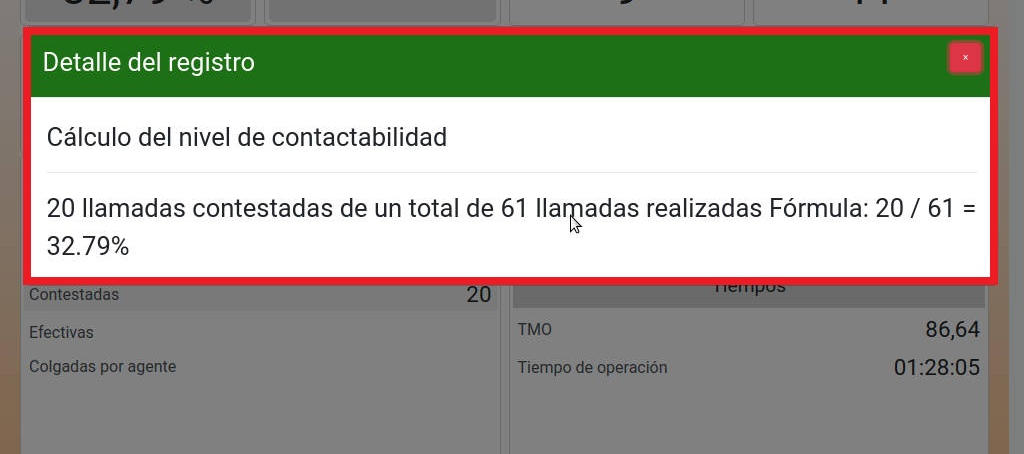 Detalle del registro
×
Cálculo del nivel de contactabilidad
20 llamadas contestadas de un total de 61 llamadas realizadas Fórmula: 20 / 61 =
32.79%
Contestadas 20
Tiempos
Efectivas
TMO 86,64
Colgadas por agente
Tiempo de operación 01:28:05